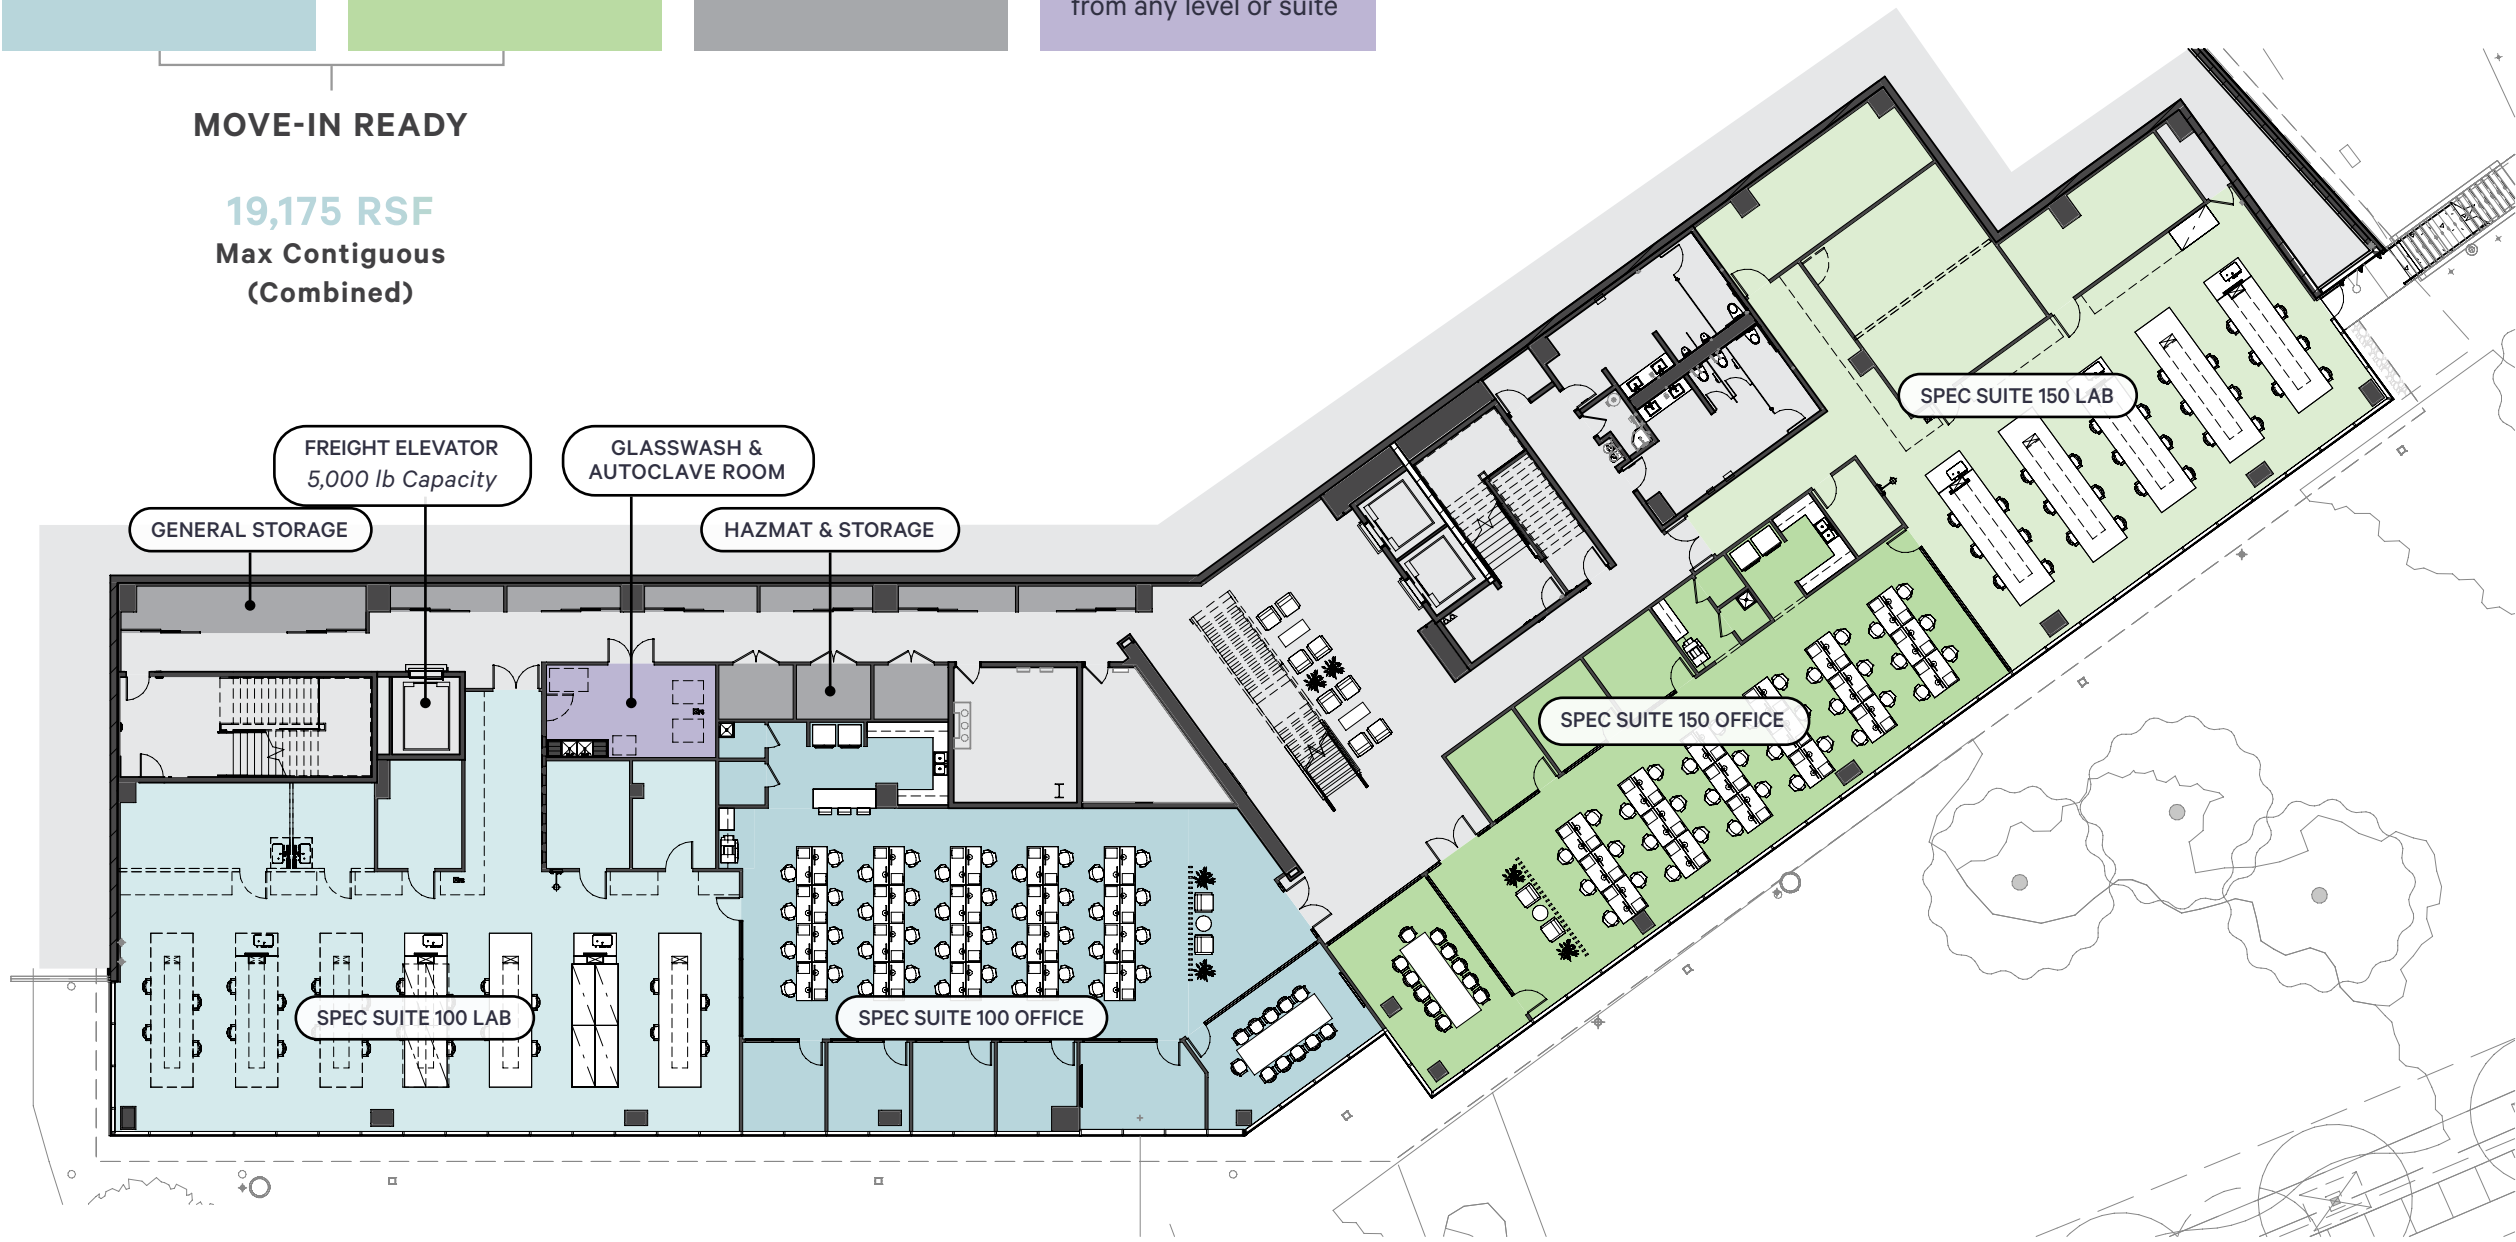 from any level or suite
MOVE-IN READY
19,175 RSF
Max Contiguous
(Combined)
FREIGHT ELEVATOR
5,000 lb Capacity
GLASSWASH &
AUTOCLAVE ROOM
GENERAL STORAGE
HAZMAT & STORAGE
SPEC SUITE 150 LAB
SPEC SUITE 150 OFFICE
SPEC SUITE 100 LAB
SPEC SUITE 100 OFFICE